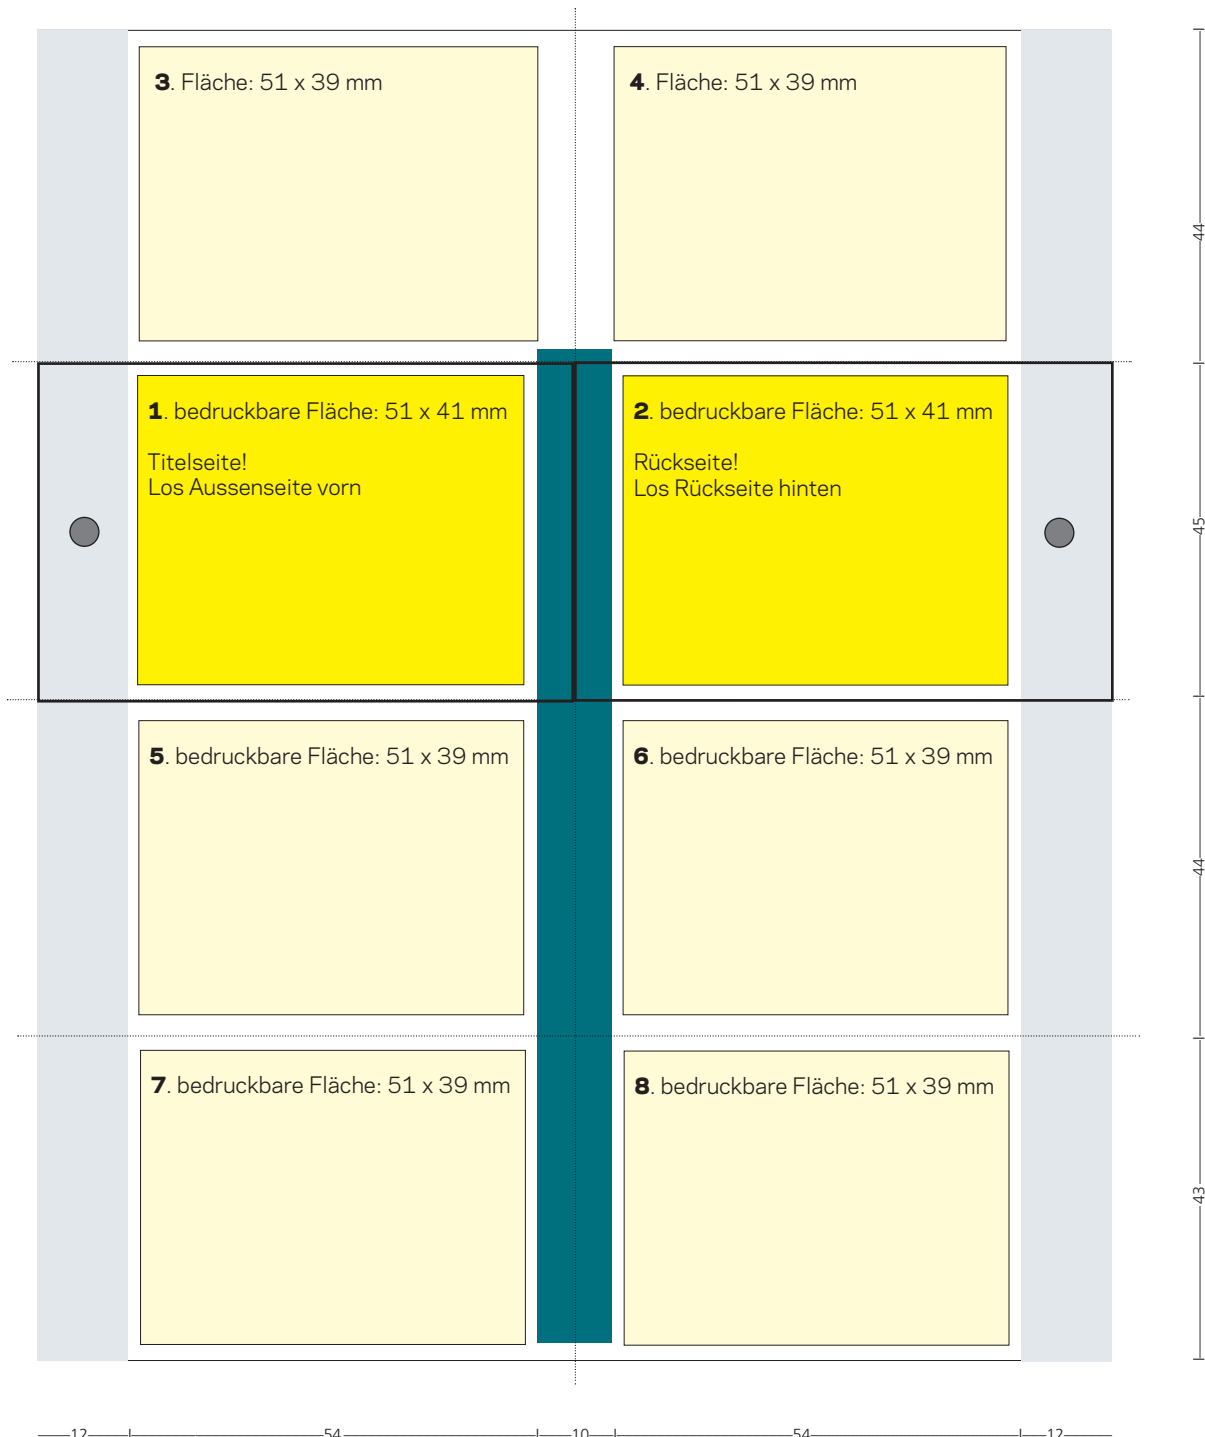 3. Fläche: 51 x 39 mm
4. Fläche: 51 x 39 mm
44
1. bedruckbare Fläche: 51 x 41 mm
Titelseite!
Los Aussenseite vorn
2. bedruckbare Fläche: 51 x 41 mm
Rückseite!
Los Rückseite hinten
45
5. bedruckbare Fläche: 51 x 39 mm
6. bedruckbare Fläche: 51 x 39 mm
44
7. bedruckbare Fläche: 51 x 39 mm
8. bedruckbare Fläche: 51 x 39 mm
43
12 54 10 54 12